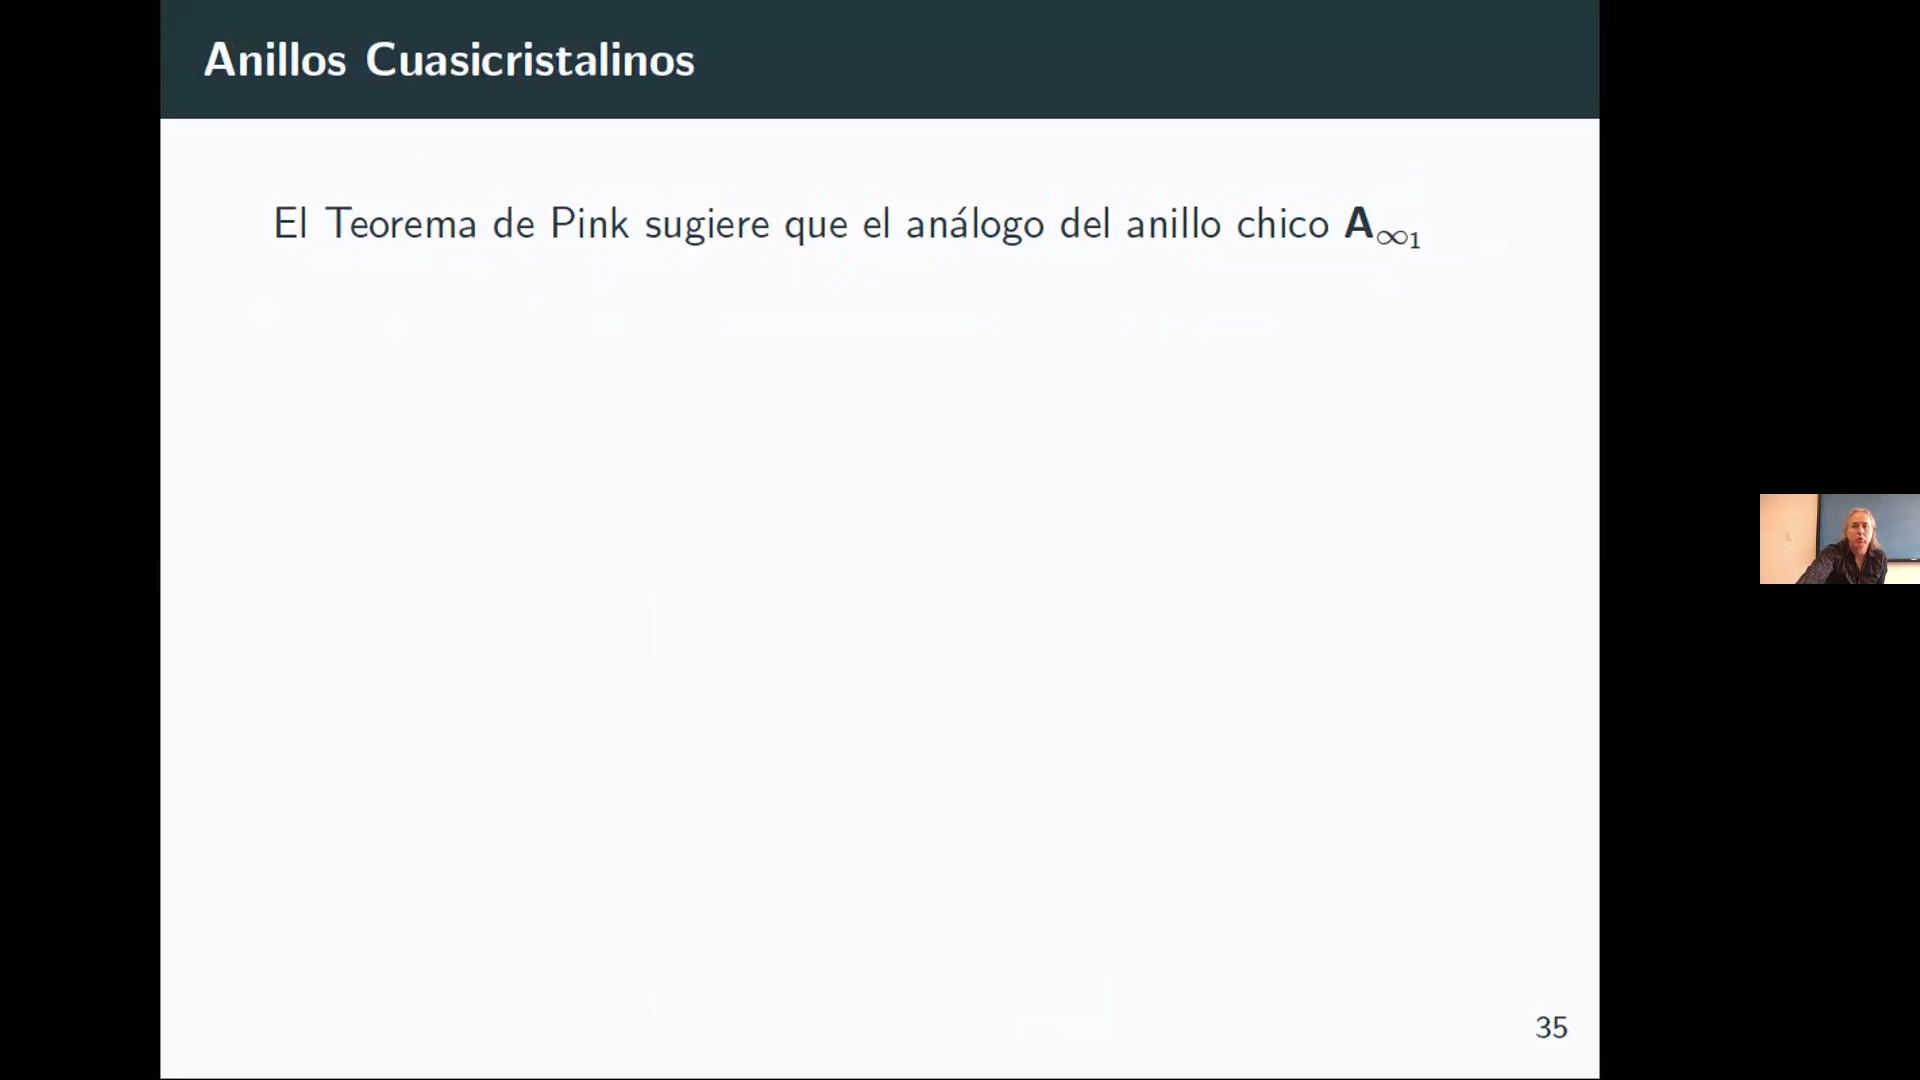 Anillos Cuasicristalinos
El Teorema de Pink sugiere que el análogo del anillo chico A∞₁
35